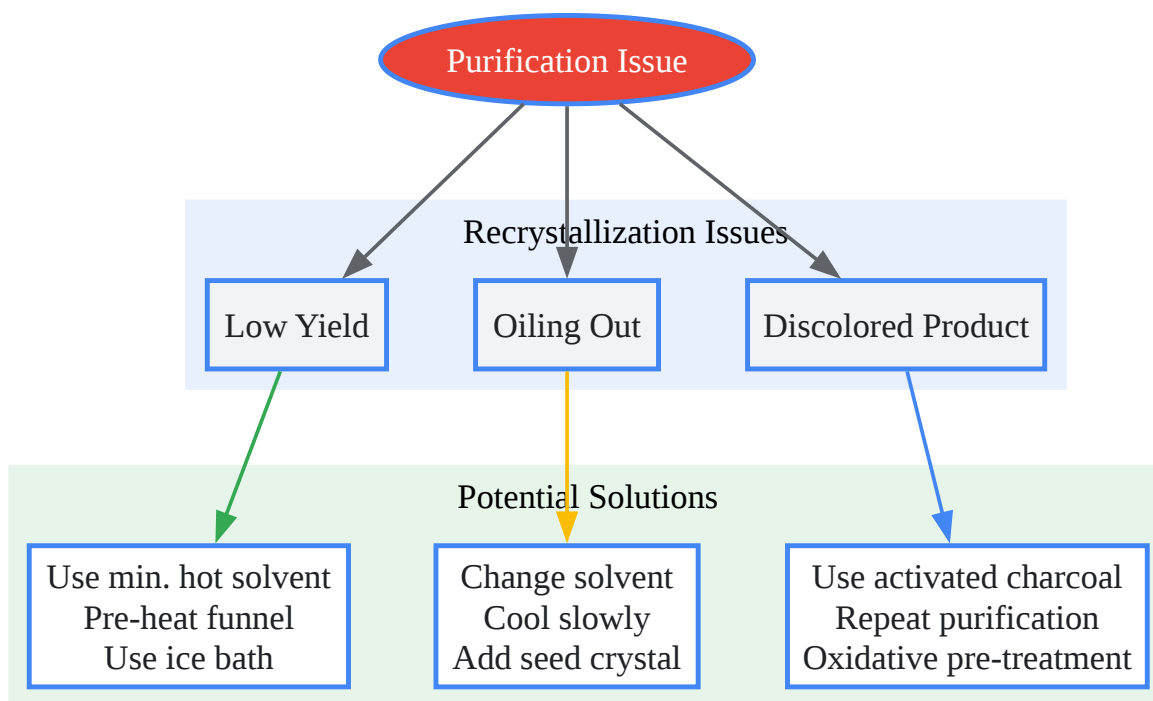 Purification Issue
Recrystallization Issues
Low Yield
Oiling Out
Discolored Product
Potential Solutions
Use min. hot solvent
Pre-heat funnel
Use ice bath
Change solvent
Cool slowly
Add seed crystal
Use activated charcoal
Repeat purification
Oxidative pre-treatment